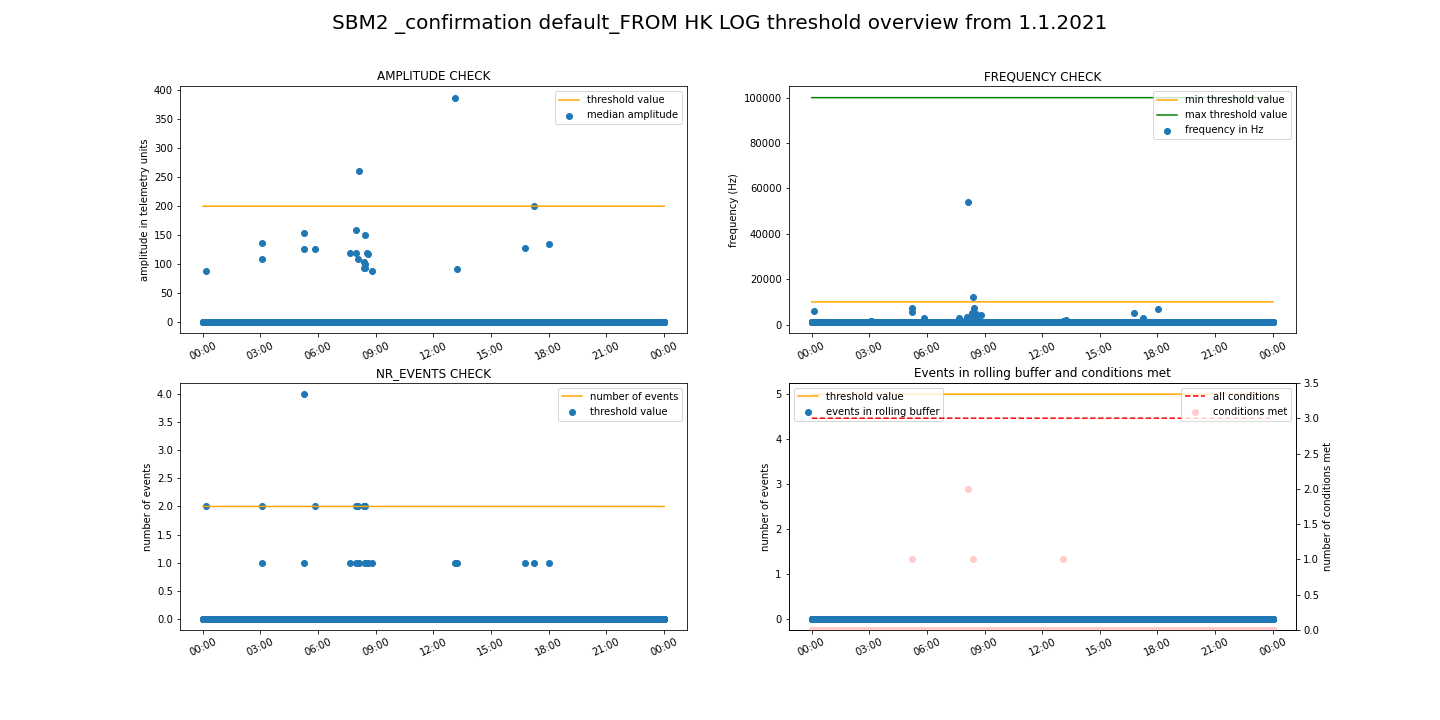 SBM2 _confirmation default_FROM HK LOG threshold overview from 1.1.2021
AMPLITUDE CHECK
amplitude in telemetry units
400
350
300
250
200
150
100
50
0
threshold value
median amplitude
00:00 03:00 06:00 09:00 12:00 15:00 18:00 21:00 00:00
FREQUENCY CHECK
frequency (Hz)
100000
80000
60000
40000
20000
0
min threshold value
max threshold value
frequency in Hz
00:00 03:00 06:00 09:00 12:00 15:00 18:00 21:00 00:00
NR_EVENTS CHECK
number of events
4.0
3.5
3.0
2.5
2.0
1.5
1.0
0.5
0.0
number of events
threshold value
00:00 03:00 06:00 09:00 12:00 15:00 18:00 21:00 00:00
Events in rolling buffer and conditions met
number of events
5
4
3
2
1
0
threshold value
events in rolling buffer
all conditions
conditions met
3.5
3.0
2.5
2.0
1.5
1.0
0.5
0.0
number of conditions met
00:00 03:00 06:00 09:00 12:00 15:00 18:00 21:00 00:00